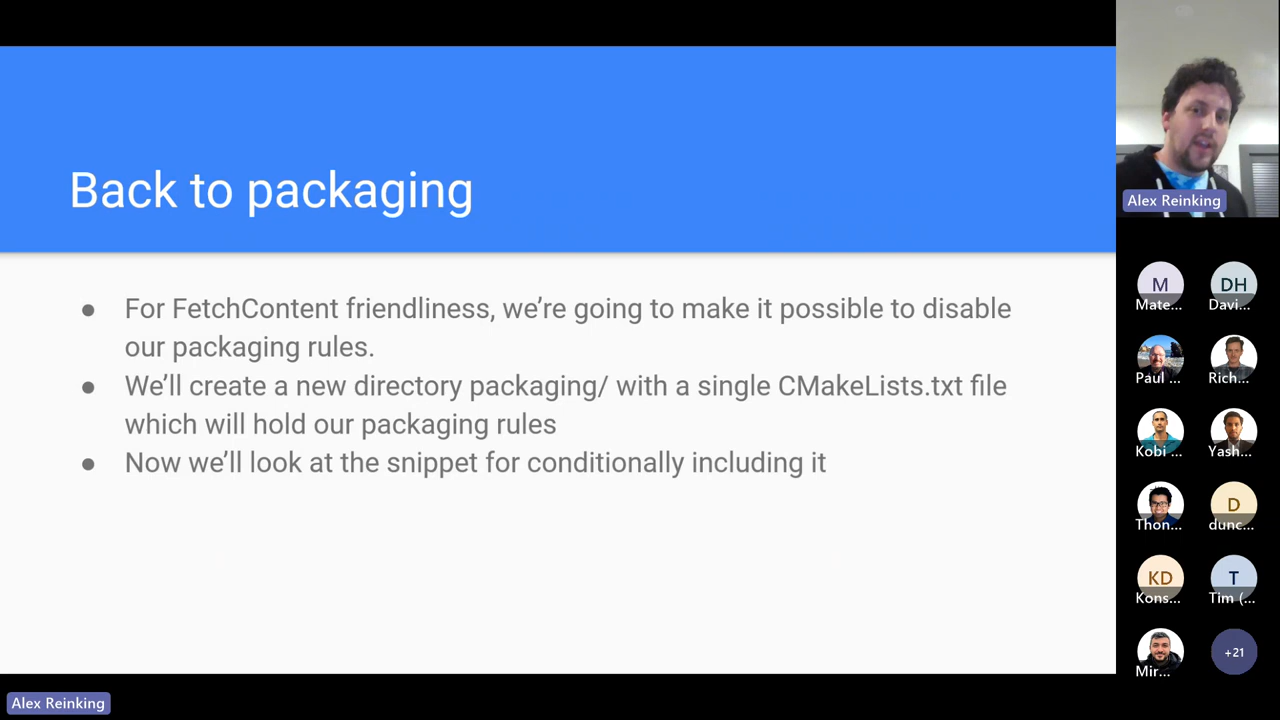 Back to packaging
● For FetchContent friendliness, we’re going to make it possible to disable
our packaging rules.
● We’ll create a new directory packaging/ with a single CMakeLists.txt file
which will hold our packaging rules
● Now we’ll look at the snippet for conditionally including it
Alex Reinking
M
Mate...
DH
Davi...
Paul ...
Rich...
Kobi ...
Yash...
Thon...
D
dunc...
KD
Kons...
T
Tim (...
Mir...
+21
Alex Reinking